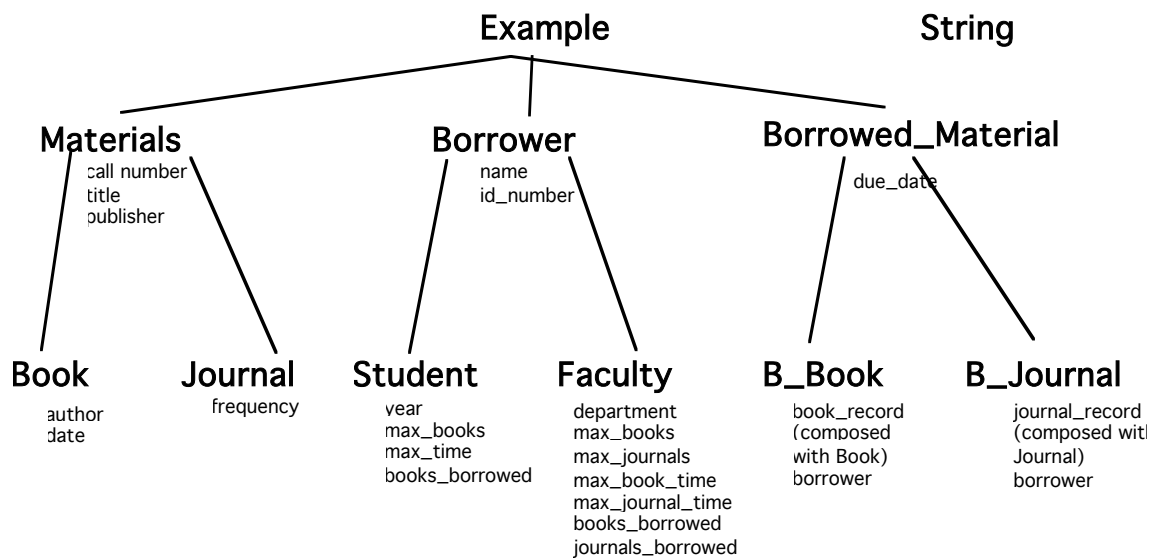 Example
String
Materials
call number
title
publisher
Borrower
name
id_number
Borrowed_Material
due_date
Book
author
date
Journal
frequency
Student
year
max_books
max_time
books_borrowed
Faculty
department
max_books
max_journals
max_book_time
max_journal_time
books_borrowed
journals_borrowed
B_Book
book_record
(composed
with Book)
borrower
B_Journal
journal_record
(composed with
Journal)
borrower